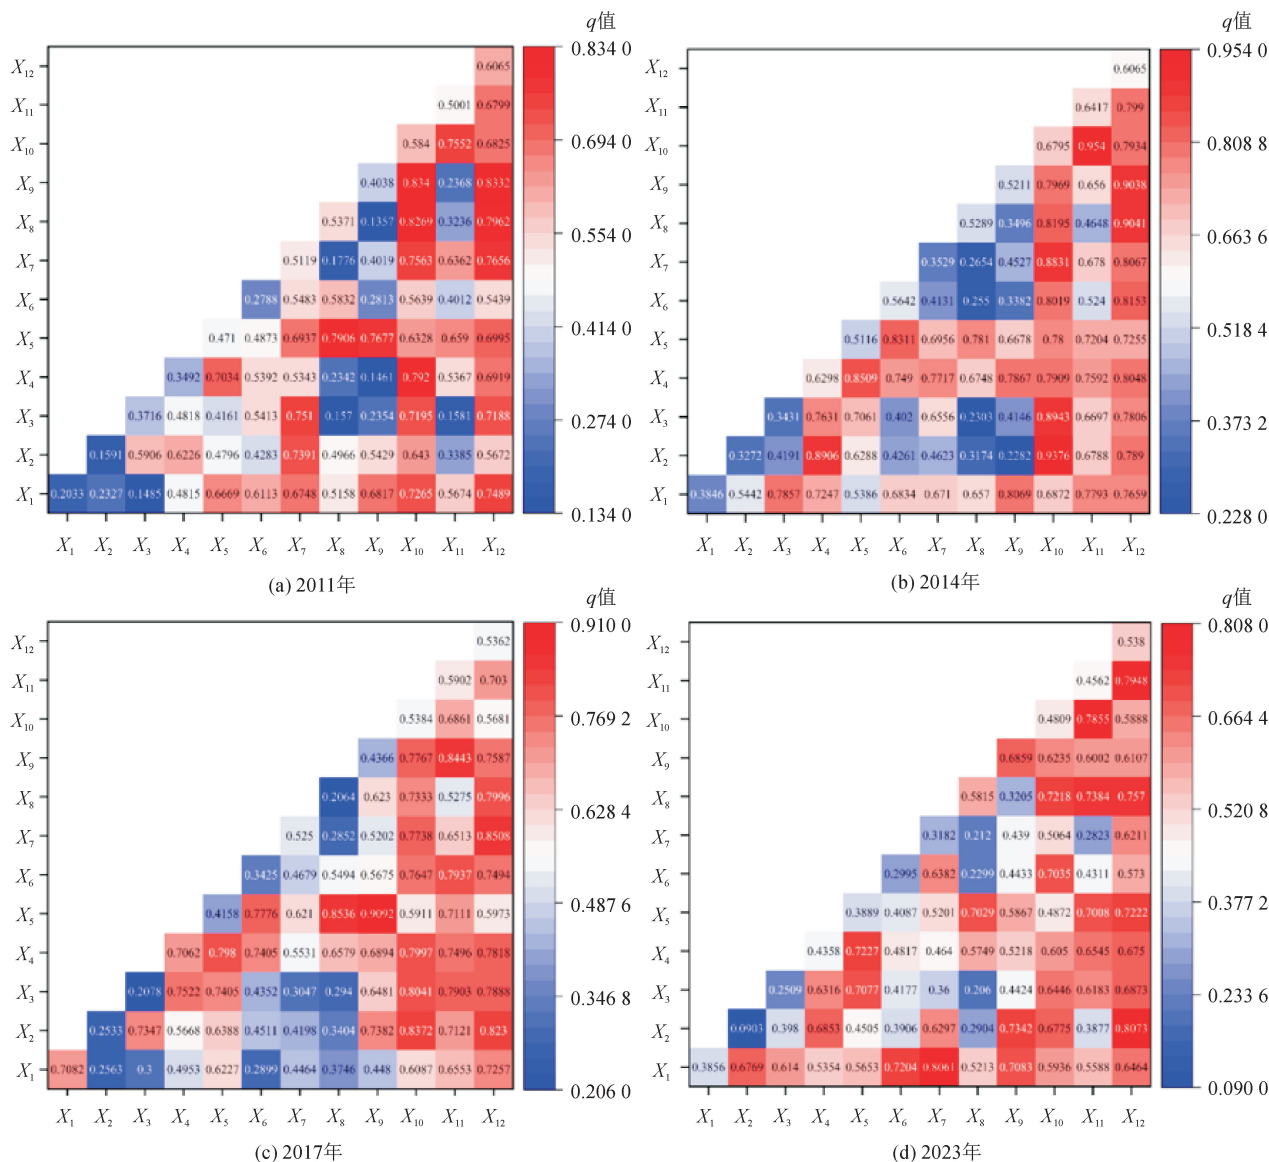 q值
X12 0.6065 0.834 0
X11 0.5001 0.6799
X10 0.584 0.7552 0.6825 0.694 0
X9 0.4038 0.834 0.2368 0.8332
X8 0.5371 0.1357 0.8269 0.3236 0.7962 0.554 0
X7 0.5119 0.1776 0.4019 0.7563 0.6362 0.7656
X6 0.2788 0.5483 0.5832 0.2813 0.5639 0.4012 0.5439
X5 0.471 0.4873 0.6937 0.7906 0.7677 0.6328 0.659 0.6995 0.414 0
X4 0.3492 0.7034 0.5392 0.5343 0.2342 0.1461 0.792 0.5367 0.6919
X3 0.3716 0.4818 0.4161 0.5413 0.751 0.157 0.2354 0.7195 0.1581 0.7188 0.274 0
X2 0.1591 0.5906 0.6226 0.4796 0.4283 0.7391 0.4966 0.5429 0.643 0.3385 0.5672
X1 0.2033 0.2327 0.1485 0.4815 0.6669 0.6113 0.6748 0.5158 0.6817 0.7265 0.5674 0.7489 0.134 0
X1 X2 X3 X4 X5 X6 X7 X8 X9 X10 X11 X12
(a) 2011年
q值
X12 0.6065 0.954 0
X11 0.6417 0.799
X10 0.6795 0.954 0.7934 0.808 8
X9 0.5211 0.7969 0.656 0.9038
X8 0.5289 0.3496 0.8195 0.4648 0.9041 0.663 6
X7 0.3529 0.2654 0.4527 0.8831 0.678 0.8067
X6 0.5642 0.4131 0.255 0.3382 0.8019 0.524 0.8153
X5 0.5116 0.8311 0.6956 0.781 0.6678 0.78 0.7204 0.7255 0.518 4
X4 0.6298 0.8509 0.749 0.7717 0.6748 0.7867 0.7909 0.7592 0.8048
X3 0.3431 0.7631 0.7061 0.402 0.6556 0.2303 0.4146 0.8943 0.6697 0.7806 0.373 2
X2 0.3272 0.4191 0.8906 0.6288 0.4261 0.4623 0.3174 0.2282 0.9376 0.6788 0.789
X1 0.3846 0.5442 0.7857 0.7247 0.5386 0.6834 0.671 0.657 0.8069 0.6872 0.7793 0.7659 0.228 0
X1 X2 X3 X4 X5 X6 X7 X8 X9 X10 X11 X12
(b) 2014年
q值
X12 0.5362 0.910 0
X11 0.5902 0.703
X10 0.5384 0.6861 0.5681 0.769 2
X9 0.4366 0.7767 0.8443 0.7587
X8 0.2064 0.623 0.7333 0.5275 0.7996 0.628 4
X7 0.525 0.2852 0.5202 0.7738 0.6513 0.8508
X6 0.3425 0.4679 0.5494 0.5675 0.7647 0.7937 0.7494
X5 0.4158 0.7776 0.621 0.8536 0.9092 0.5911 0.7111 0.5973 0.487 6
X4 0.7062 0.798 0.7405 0.5531 0.6579 0.6894 0.7997 0.7496 0.7818
X3 0.2078 0.7522 0.7405 0.4352 0.3047 0.294 0.6481 0.8041 0.7903 0.7888 0.346 8
X2 0.2533 0.7347 0.5668 0.6388 0.4511 0.4198 0.3404 0.7382 0.8372 0.7121 0.823
X1 0.7082 0.2563 0.3 0.4953 0.6227 0.2899 0.4464 0.3746 0.448 0.6087 0.6553 0.7257 0.206 0
X1 X2 X3 X4 X5 X6 X7 X8 X9 X10 X11 X12
(c) 2017年
q值
X12 0.538 0.808 0
X11 0.4562 0.7948
X10 0.4809 0.7855 0.5888 0.664 4
X9 0.6859 0.6235 0.6002 0.6107
X8 0.5815 0.3205 0.7218 0.7384 0.757 0.520 8
X7 0.3182 0.212 0.439 0.5064 0.2823 0.6211
X6 0.2995 0.6382 0.2299 0.4433 0.7035 0.4311 0.573
X5 0.3889 0.4087 0.5201 0.7029 0.5867 0.4872 0.7008 0.7222 0.377 2
X4 0.4358 0.7227 0.4817 0.464 0.5749 0.5218 0.605 0.6545 0.675
X3 0.2509 0.6316 0.7077 0.4177 0.36 0.206 0.4424 0.6446 0.6183 0.6873 0.233 6
X2 0.0903 0.398 0.6853 0.4505 0.3906 0.6297 0.2904 0.7342 0.6775 0.3877 0.8073
X1 0.3856 0.6769 0.614 0.5354 0.5653 0.7204 0.8061 0.5213 0.7083 0.5936 0.5588 0.6464 0.090 0
X1 X2 X3 X4 X5 X6 X7 X8 X9 X10 X11 X12
(d) 2023年